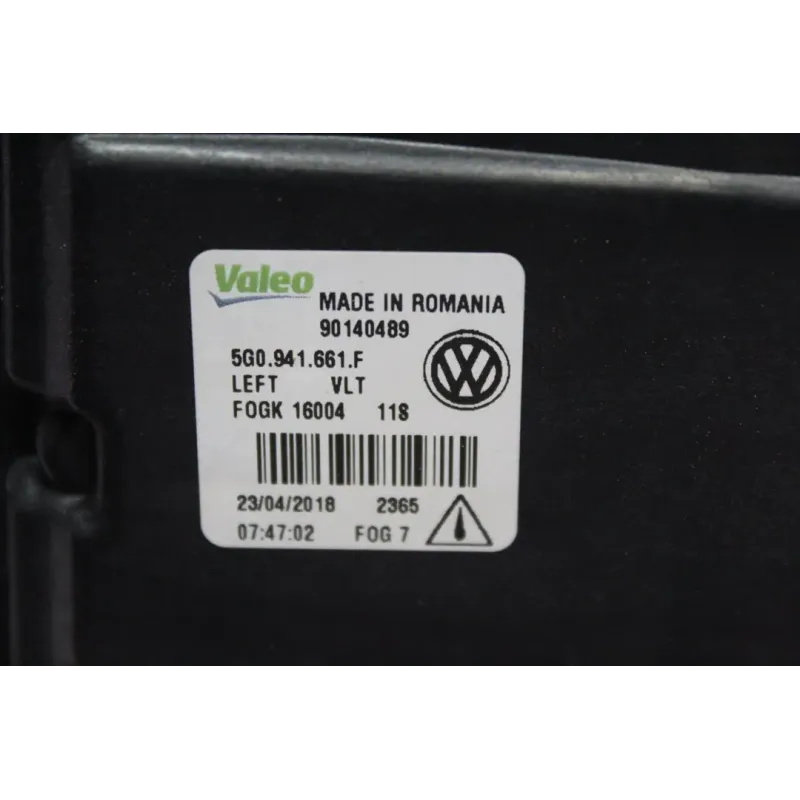 Valeo
MADE IN ROMANIA
90140489
5G0.941.661.F
LEFT VLT
FOGK 16004 118
23/04/2018 2365
07:47:02 FOG 7